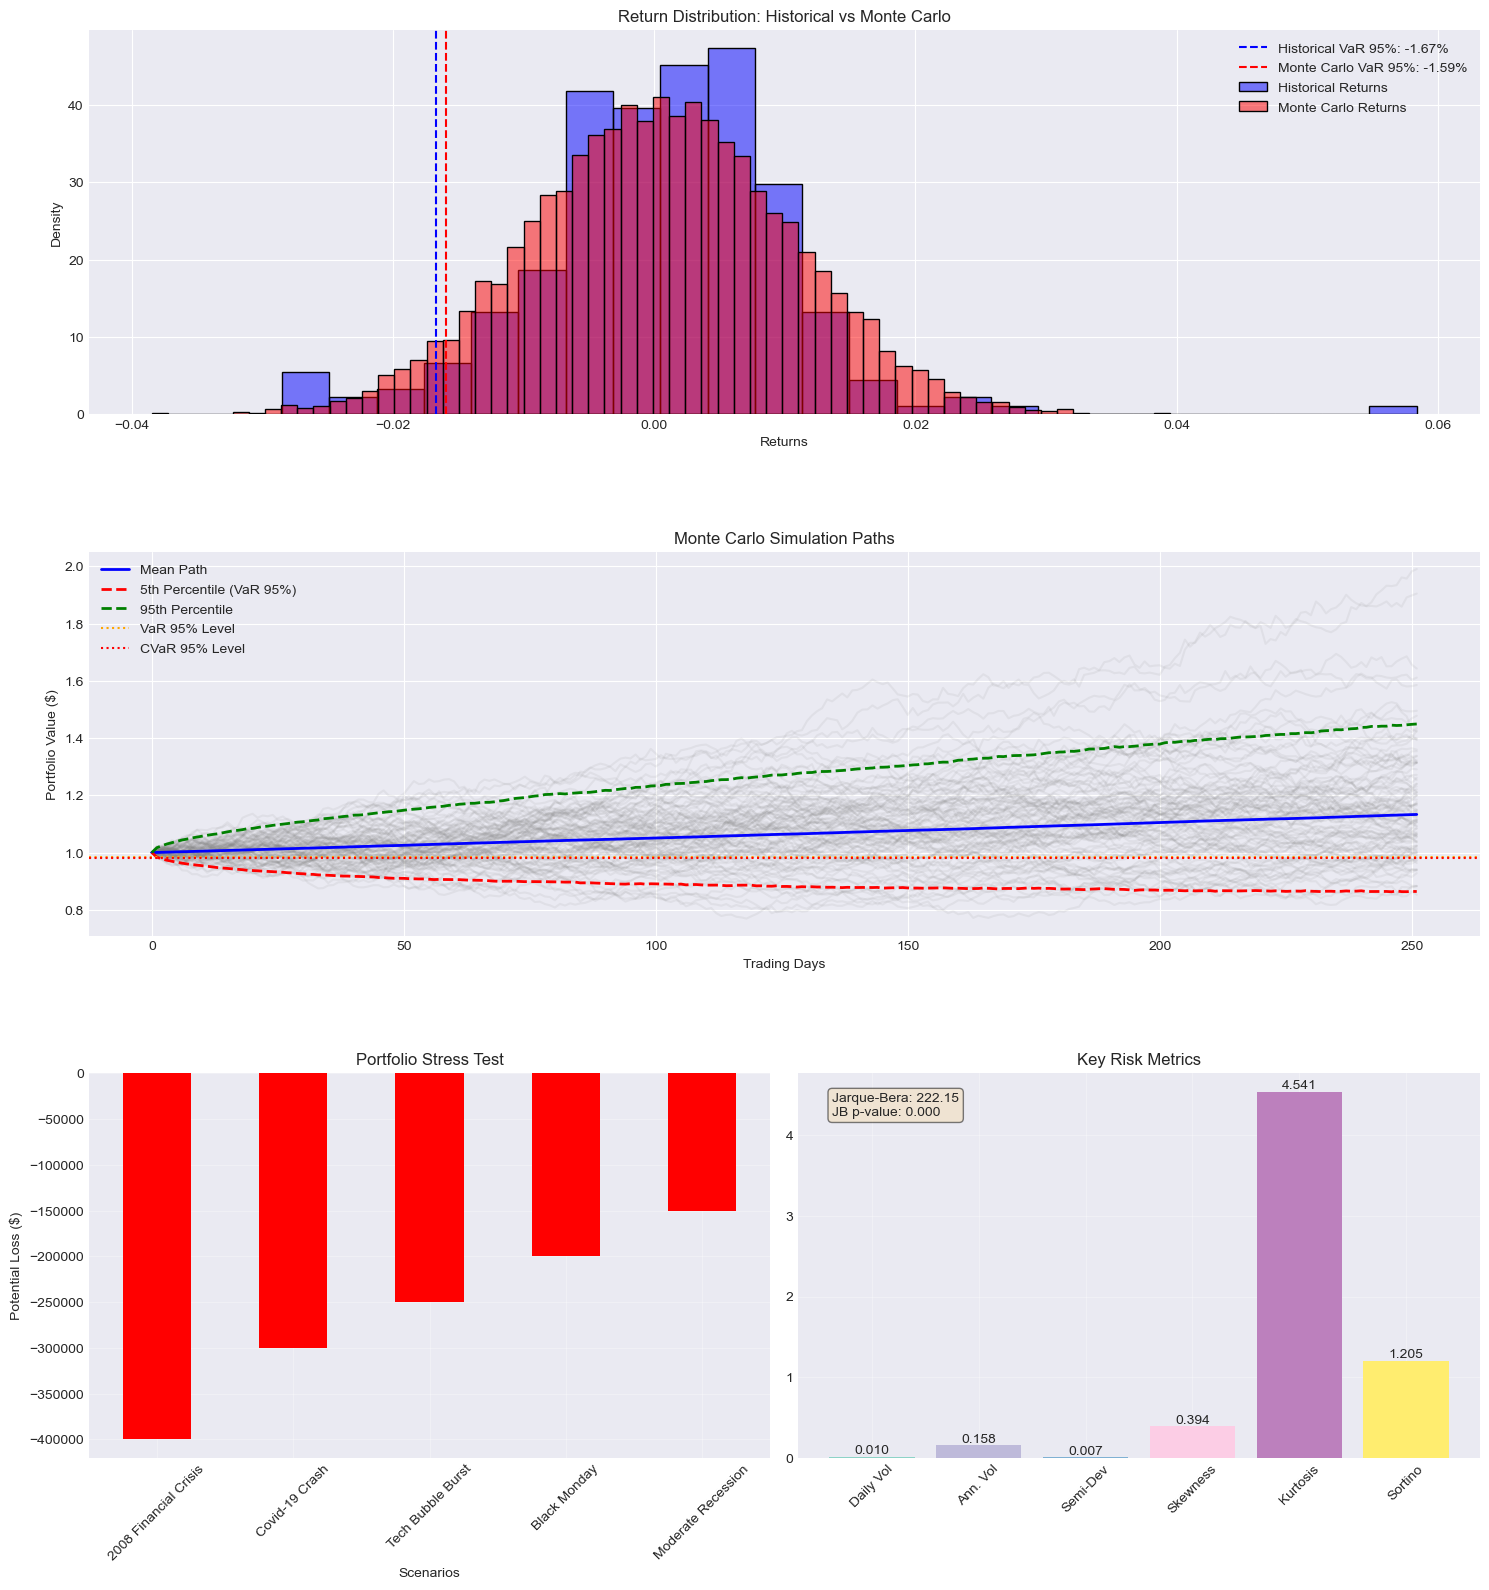 Return Distribution: Historical vs Monte Carlo
Historical VaR 95%: -1.67%
Monte Carlo VaR 95%: -1.59%
Historical Returns
Monte Carlo Returns
Density
40
30
20
10
0
−0.04
−0.02
0.00
0.02
0.04
0.06
Returns
Monte Carlo Simulation Paths
Mean Path
5th Percentile (VaR 95%)
95th Percentile
VaR 95% Level
CVaR 95% Level
Portfolio Value ($)
2.0
1.8
1.6
1.4
1.2
1.0
0.8
0
50
100
150
200
250
Trading Days
Portfolio Stress Test
Potential Loss ($)
0
−50000
−100000
−150000
−200000
−250000
−300000
−350000
−400000
2008 Financial Crisis
Covid-19 Crash
Tech Bubble Burst
Black Monday
Moderate Recession
Scenarios
Key Risk Metrics
Jarque-Bera: 222.15
JB p-value: 0.000
4
3
2
1
0
0.010
0.158
0.007
0.394
4.541
1.205
Daily Vol
Ann. Vol
Semi-Dev
Skewness
Kurtosis
Sortino